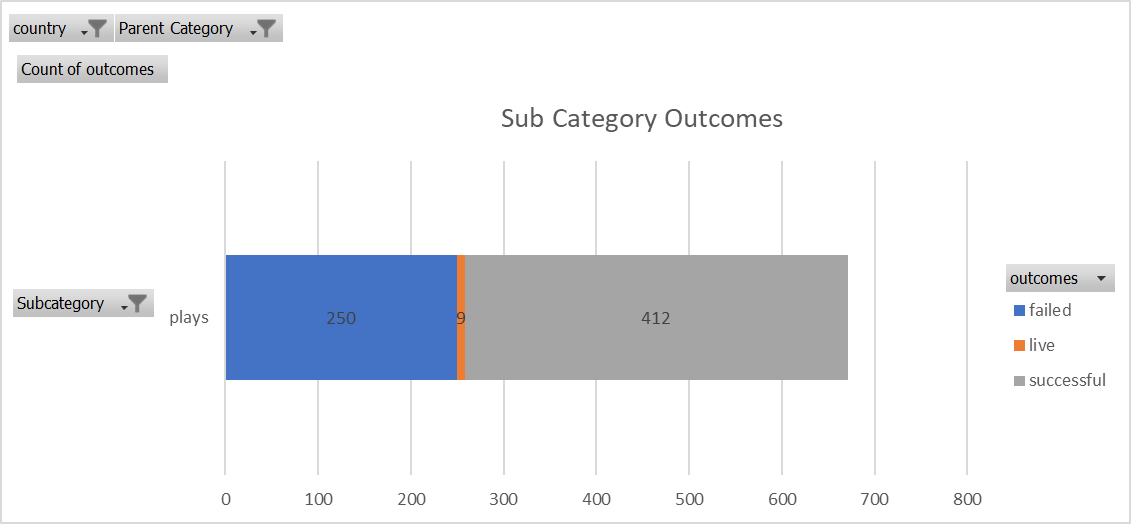 country Parent Category
Count of outcomes
Sub Category Outcomes
Subcategory
plays
250 9 412
outcomes
failed
live
successful
0 100 200 300 400 500 600 700 800